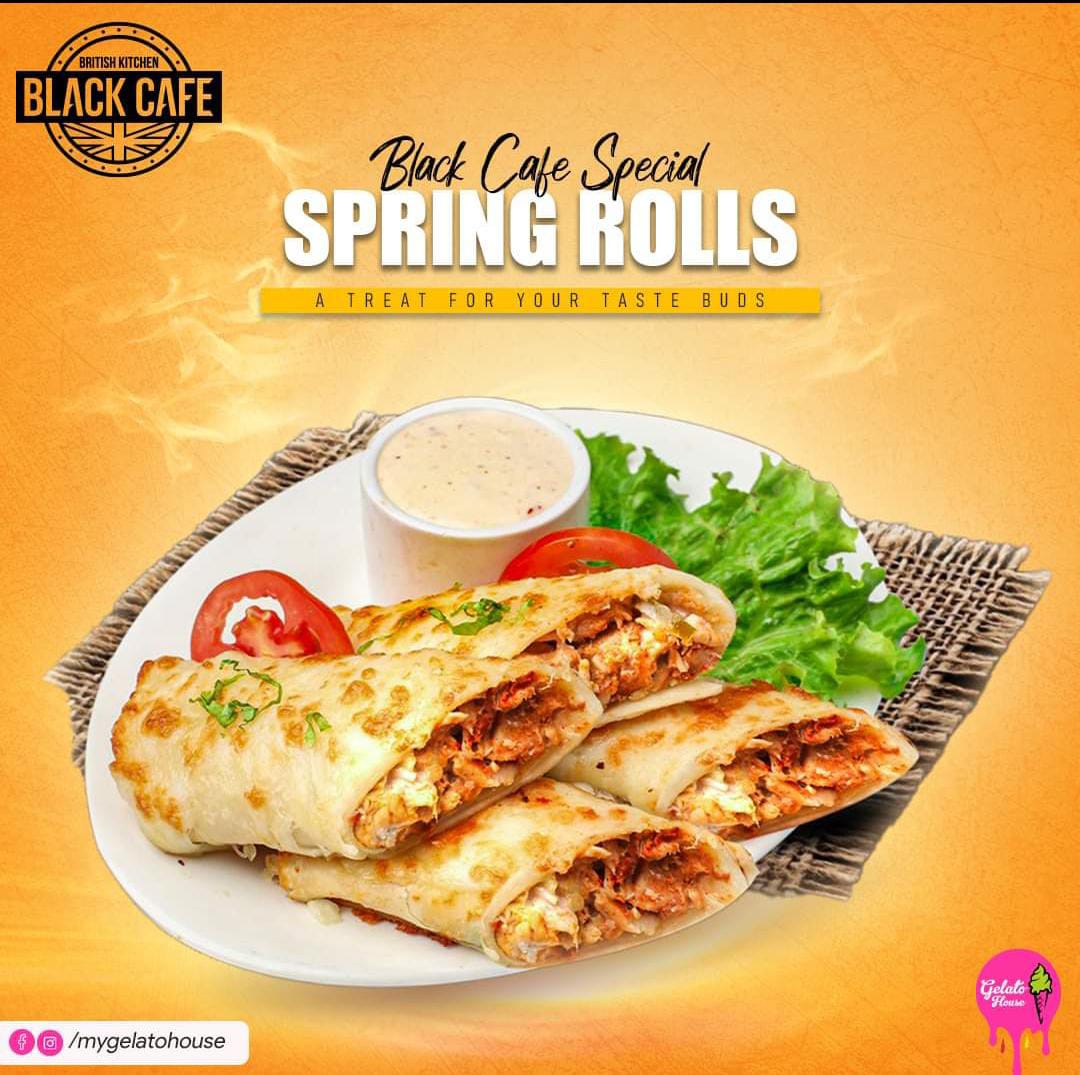 BRITISH KITCHEN
BLACK CAFE
Black Cafe Special
SPRING ROLLS
A TREAT FOR YOUR TASTE BUDS
Gelato
House
/mygelatohouse